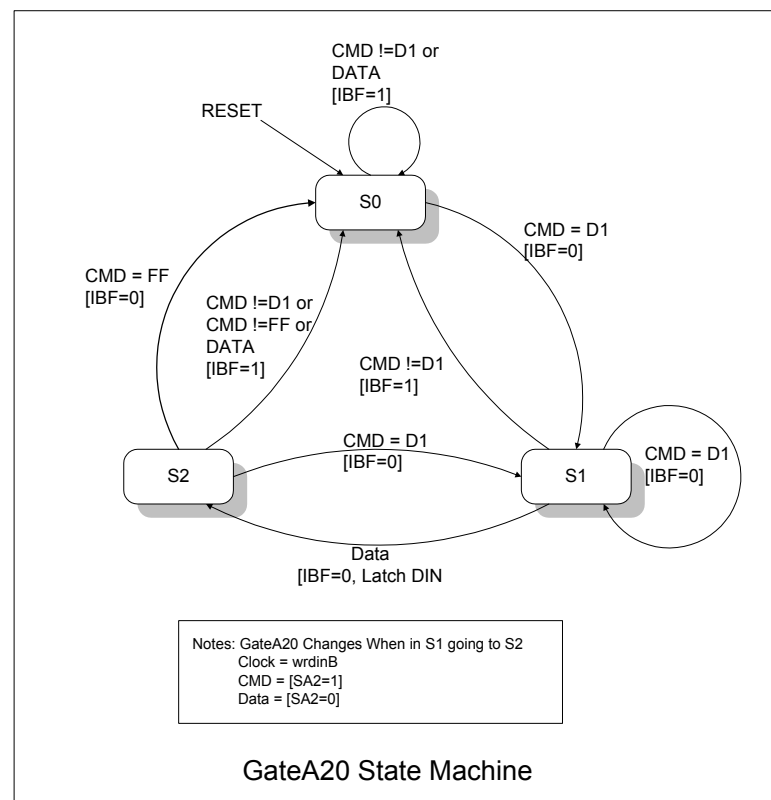 CMD !=D1 or
DATA
[IBF=1]
RESET
S0
CMD = D1
[IBF=0]
CMD = FF
[IBF=0]
CMD !=D1 or
CMD !=FF or
DATA
[IBF=1]
CMD !=D1
[IBF=1]
CMD = D1
[IBF=0]
CMD = D1
[IBF=0]
S2
S1
Data
[IBF=0, Latch DIN
Notes: GateA20 Changes When in S1 going to S2
Clock = wrdinB
CMD = [SA2=1]
Data = [SA2=0]
GateA20 State Machine